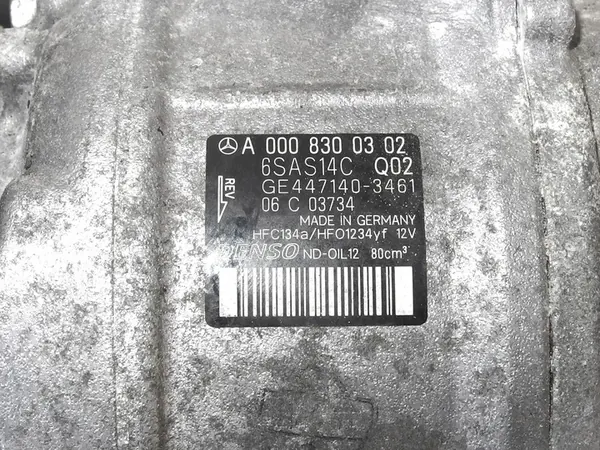 A 000 830 03 02
6SAS14C Q02
REV
GE447140-3461
06 C 03734
MADE IN GERMANY
HFC134a/HFO1234yf 12V
DENSO ND-OIL12 80cm³